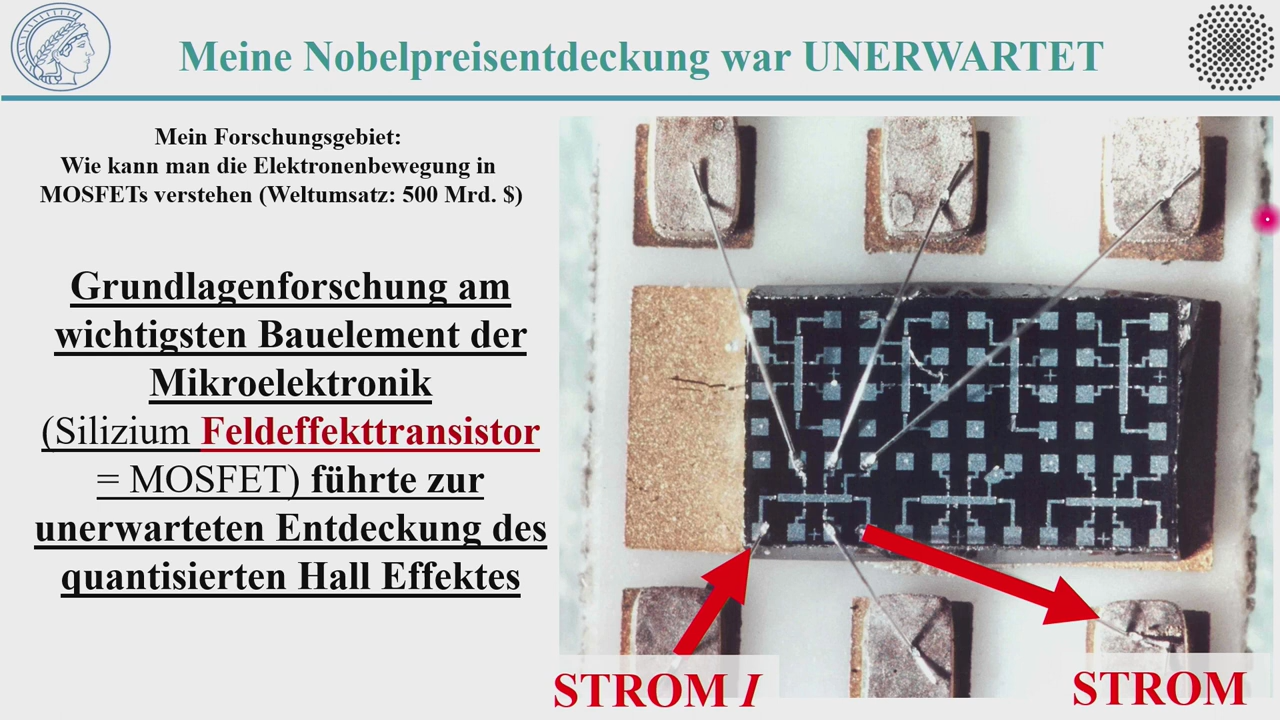 Meine Nobelpreisentdeckung war UNERWARTET
Mein Forschungsgebiet:
Wie kann man die Elektronenbewegung in
MOSFETs verstehen (Weltumsatz: 500 Mrd. $)
Grundlagenforschung am
wichtigsten Bauelement der
Mikroelektronik
(Silizium Feldeffekttransistor
= MOSFET) führte zur
unerwarteten Entdeckung des
quantisierten Hall Effektes
STROM I
STROM